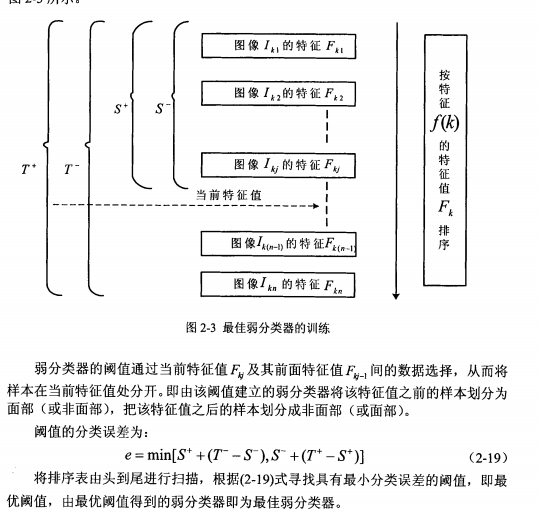 图像 I_{k1} 的特征 F_{k1}
图像 I_{k2} 的特征 F_{k2}
图像 I_{kj} 的特征 F_{kj}
当前特征值
图像I_{k(n-1)} 的特征F_{k(n-1)}
图像 I_{kn} 的特征 F_{kn}
T^+
T^-
S^+
S^-
按特征 f(k) 的特征值 F_k 排序
图 2-3 最佳弱分类器的训练
弱分类器的阈值通过当前特征值 F_{kj} 及其前面特征值 F_{kj-1} 间的数据选择，从而将
样本在当前特征值处分开。即由该阈值建立的弱分类器将该特征值之前的样本划分为
面部（或非面部），把该特征值之后的样本划分成非面部（或面部）。
阈值的分类误差为：
e = min[S^+ + (T^- - S^-), S^- + (T^+ - S^+)] (2-19)
将排序表由头到尾进行扫描，根据(2-19)式寻找具有最小分类误差的阈值，即最
优阈值，由最优阈值得到的弱分类器即为最佳弱分类器。